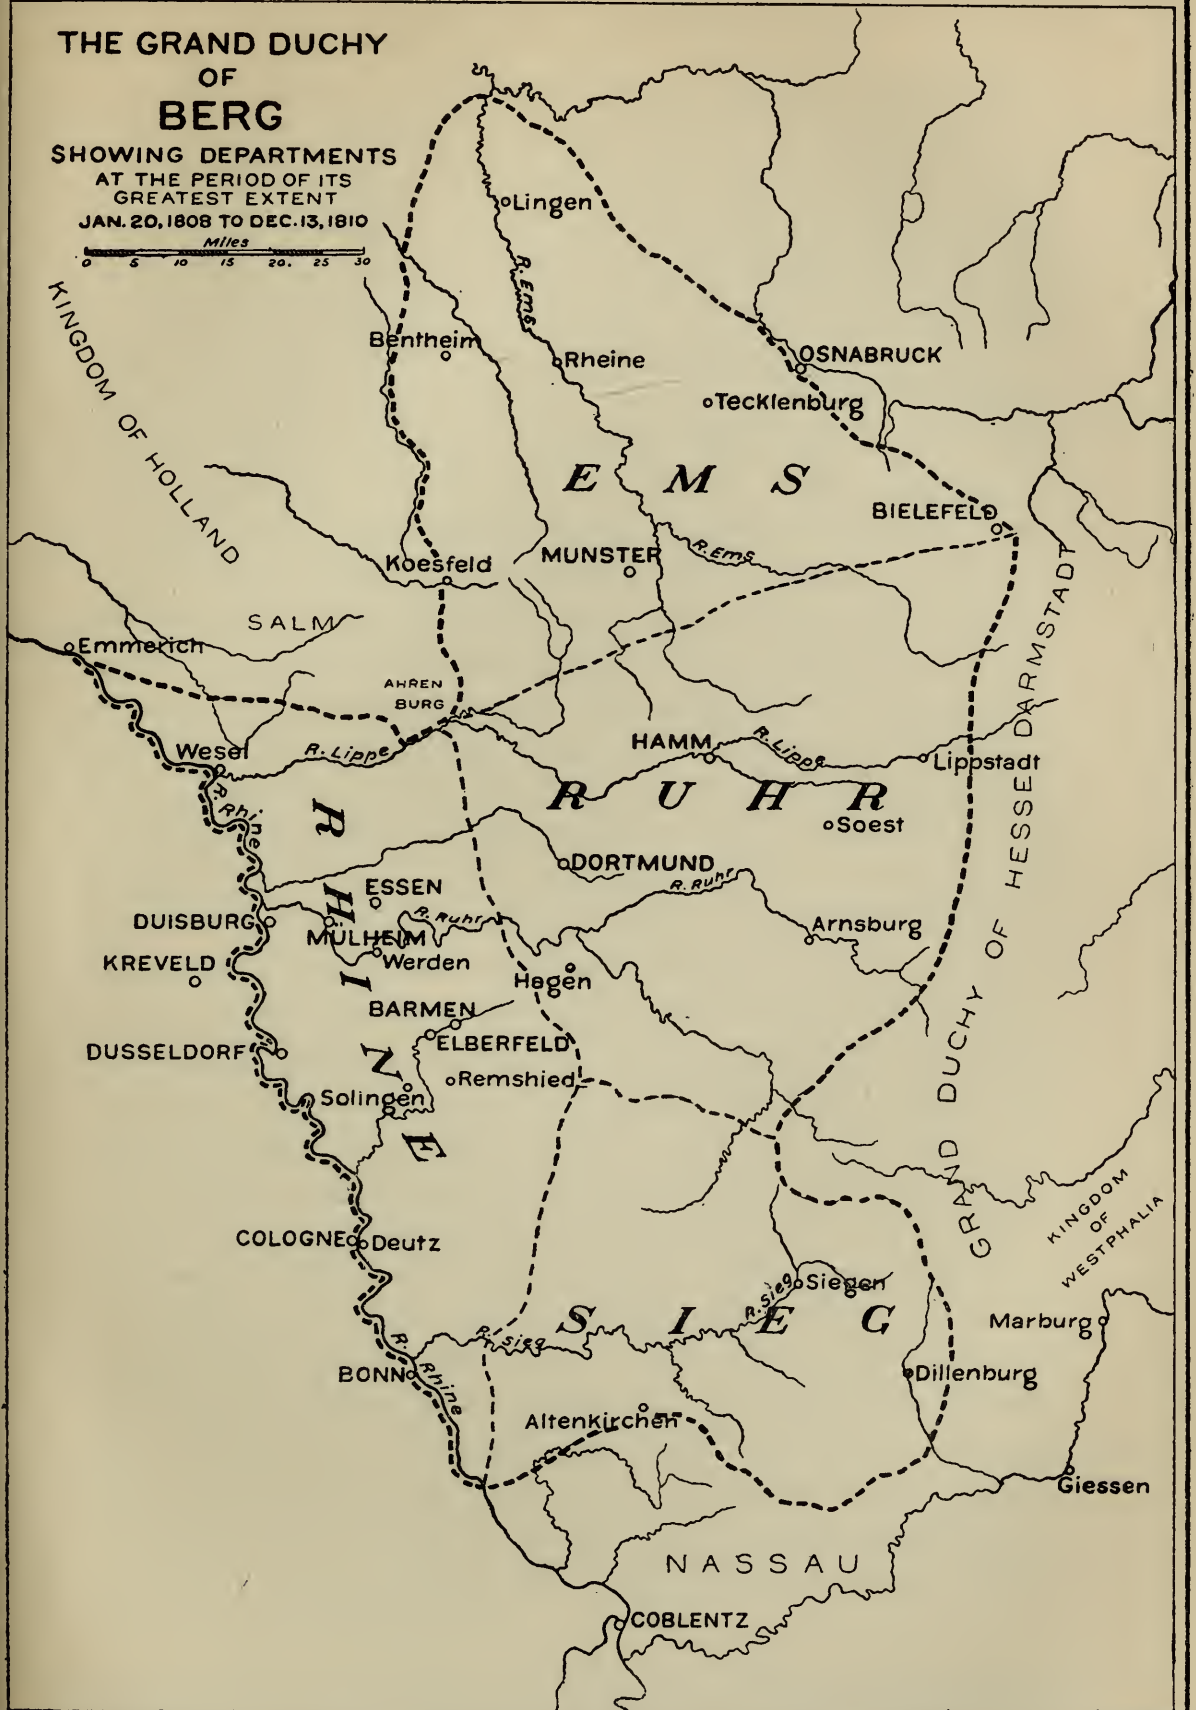 THE GRAND DUCHY
OF
BERG
SHOWING DEPARTMENTS
AT THE PERIOD OF ITS
GREATEST EXTENT
JAN. 20, 1808 TO DEC. 13, 1810
Miles
0 5 10 15 20. 25 30
KINGDOM OF HOLLAND
Lingen
R. Ems
Bentheim
Rheine
OSNABRUCK
Tecklenburg
E M S
BIELEFELD
Koesfeld
MUNSTER
R. Ems
SALM
Emmerich
AHREN
BURG
Wesel
R. Lippe
HAMM
R. Lippe
Lippstadt
R. Rhine
R U H R
Soest
GRAND DUCHY OF HESSE DARMSTADT
R H I N E
DORTMUND
ESSEN
R. Ruhr
R. Ruhr
DUISBURG
MÜLHEIM
Arnsburg
KREVELD
Werden
Hagen
BARMEN
DUSSELDORF
ELBERFELD
Remshied
Solingen
COLOGNE
Deutz
KINGDOM
OF
WESTPHALIA
R. Sieg
Siegen
S I E G
R. Sieg
Marburg
R. Rhine
BONN
Dillenburg
Altenkirchen
Giessen
NASSAU
COBLENTZ